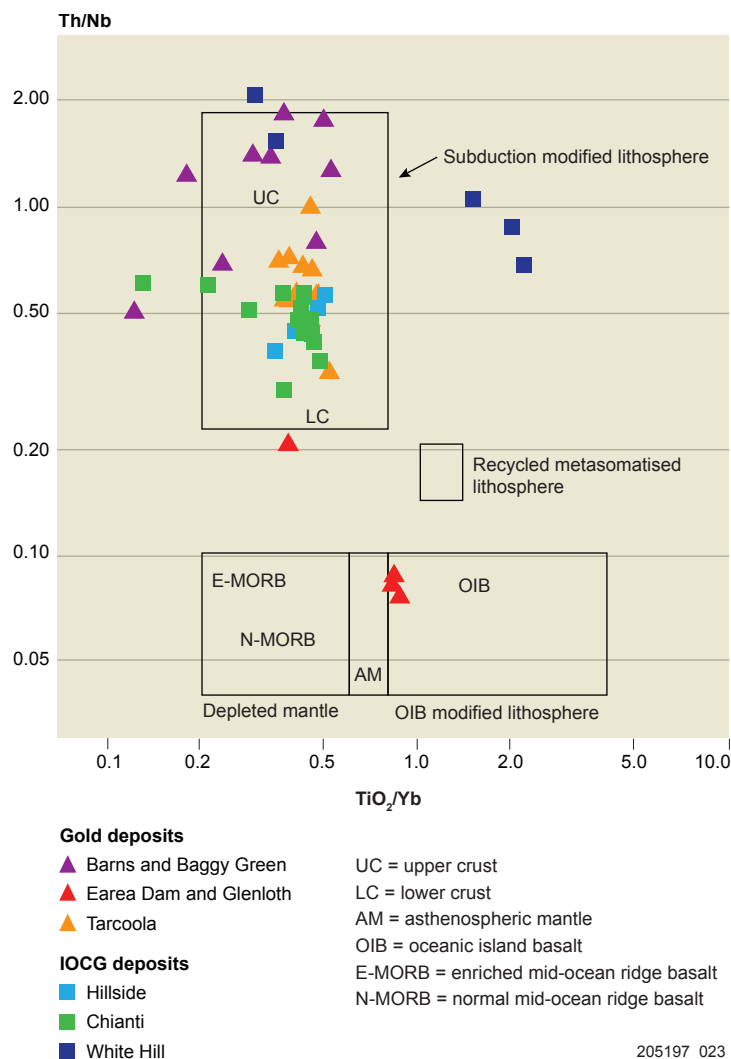 Th/Nb
2.00
Subduction modified lithosphere
UC
1.00
0.50
LC
0.20
Recycled metasomatised
lithosphere
0.10
E-MORB
OIB
N-MORB
0.05
AM
Depleted mantle
OIB modified lithosphere
0.1 0.2 0.5 1.0 2.0 5.0 10.0
TiO₂/Yb
Gold deposits
Barns and Baggy Green
Earea Dam and Glenloth
Tarcoola
IOCG deposits
Hillside
Chianti
White Hill
UC = upper crust
LC = lower crust
AM = asthenospheric mantle
OIB = oceanic island basalt
E-MORB = enriched mid-ocean ridge basalt
N-MORB = normal mid-ocean ridge basalt
205197_023